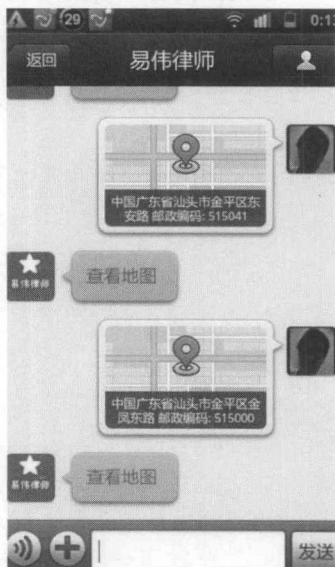 29
0:13
返回
易伟律师
中国广东省汕头市金平区东
安路 邮政编码: 515041
易伟律师
查看地图
中国广东省汕头市金平区金
凤东路 邮政编码: 515000
易伟律师
查看地图
发送